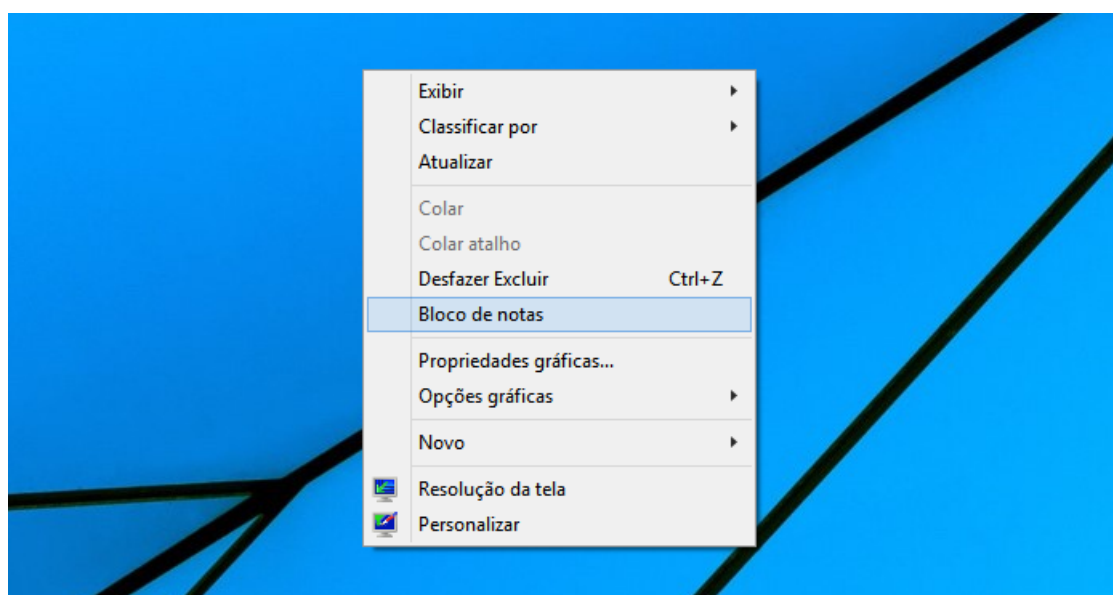 Exibir
Classificar por
Atualizar
Colar
Colar atalho
Desfazer Excluir Ctrl+Z
Bloco de notas
Propriedades gráficas...
Opções gráficas
Novo
Resolução da tela
Personalizar